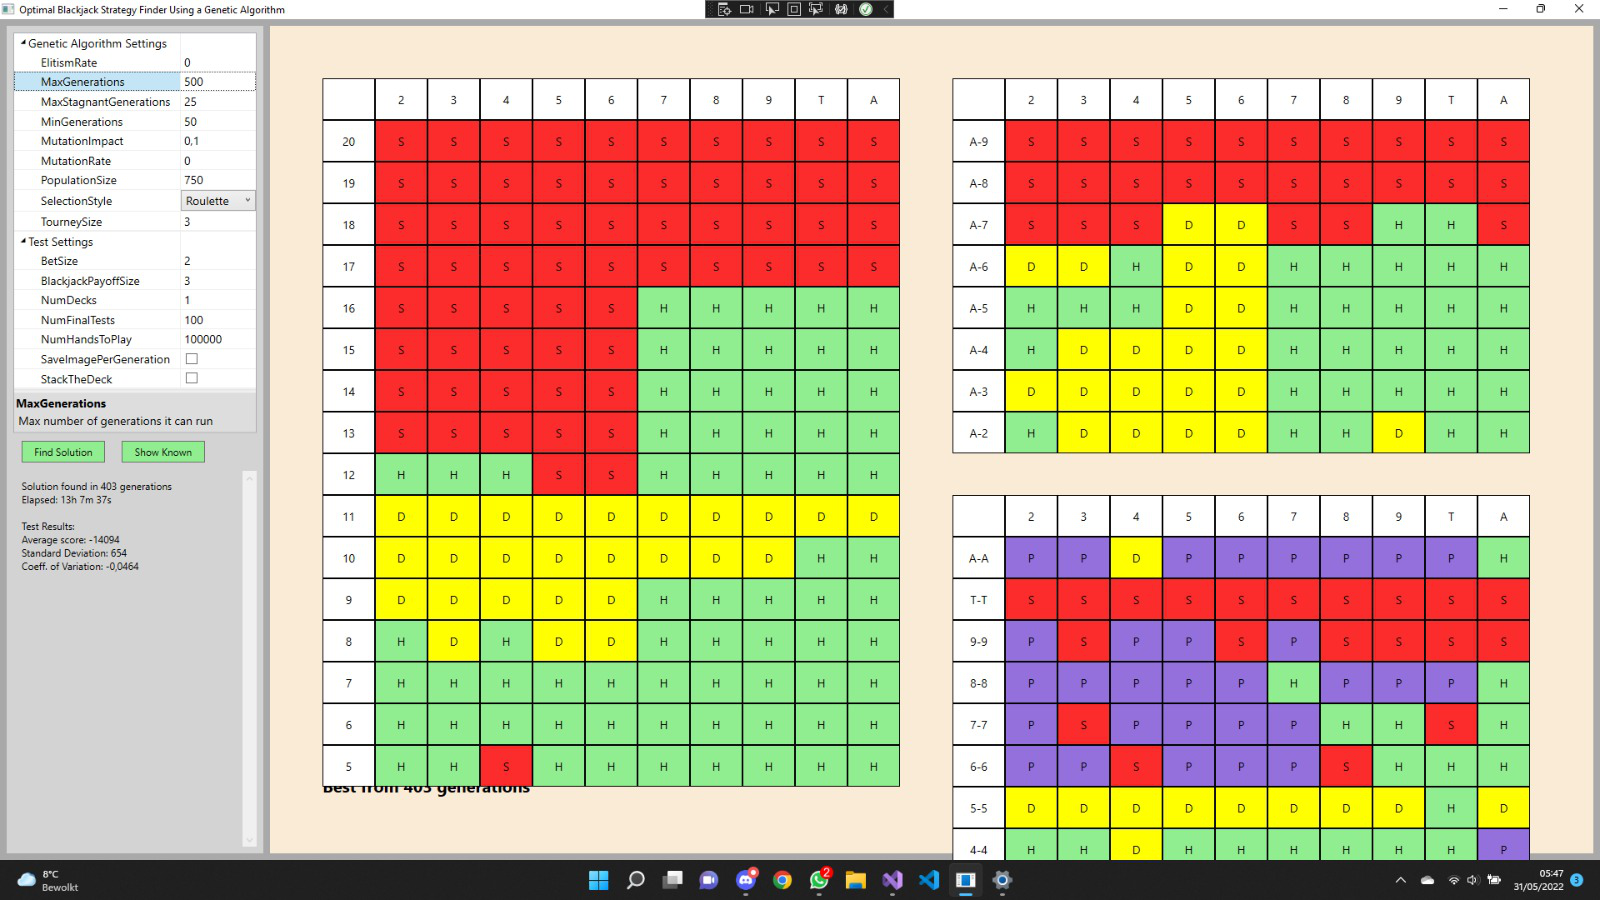 Optimal Blackjack Strategy Finder Using a Genetic Algorithm
Genetic Algorithm Settings
ElitismRate 0
MaxGenerations 500
MaxStagnantGenerations 25
MinGenerations 50
MutationImpact 0,1
MutationRate 0
PopulationSize 750
SelectionStyle Roulette
TourneySize 3
Test Settings
BetSize 2
BlackjackPayoffSize 3
NumDecks 1
NumFinalTests 100
NumHandsToPlay 100000
SaveImagePerGeneration
StackTheDeck
MaxGenerations
Max number of generations it can run
Find Solution Show Known
Solution found in 403 generations
Elapsed: 13h 7m 37s
Test Results:
Average score: -14094
Standard Deviation: 654
Coeff. of Variation: -0,0464
2 3 4 5 6 7 8 9 T A
20 S S S S S S S S S S
19 S S S S S S S S S S
18 S S S S S S S S S S
17 S S S S S S S S S S
16 S S S S S H H H H H
15 S S S S S H H H H H
14 S S S S S H H H H H
13 S S S S S H H H H H
12 H H H S S H H H H H
11 D D D D D D D D D D
10 D D D D D D D D H H
9 D D D D D H H H H H
8 H D H D D H H H H H
7 H H H H H H H H H H
6 H H H H H H H H H H
5 H H S H H H H H H H
Best from 403 generations
2 3 4 5 6 7 8 9 T A
A-9 S S S S S S S S S S
A-8 S S S S S S S S S S
A-7 S S S D D S S H H S
A-6 D D H D D H H H H H
A-5 H H H D D H H H H H
A-4 H D D D D H H H H H
A-3 D D D D D H H H H H
A-2 H D D D D H H D H H
2 3 4 5 6 7 8 9 T A
A-A P P D P P P P P P H
T-T S S S S S S S S S S
9-9 P S P P S P S S S S
8-8 P P P P P H P P P H
7-7 P S P P P P H H S H
6-6 P P S P P P S H H H
5-5 D D D D D D D D H D
4-4 H H D H H H H H H P
8°C
Bewolkt
2
05:47
31/05/2022
3